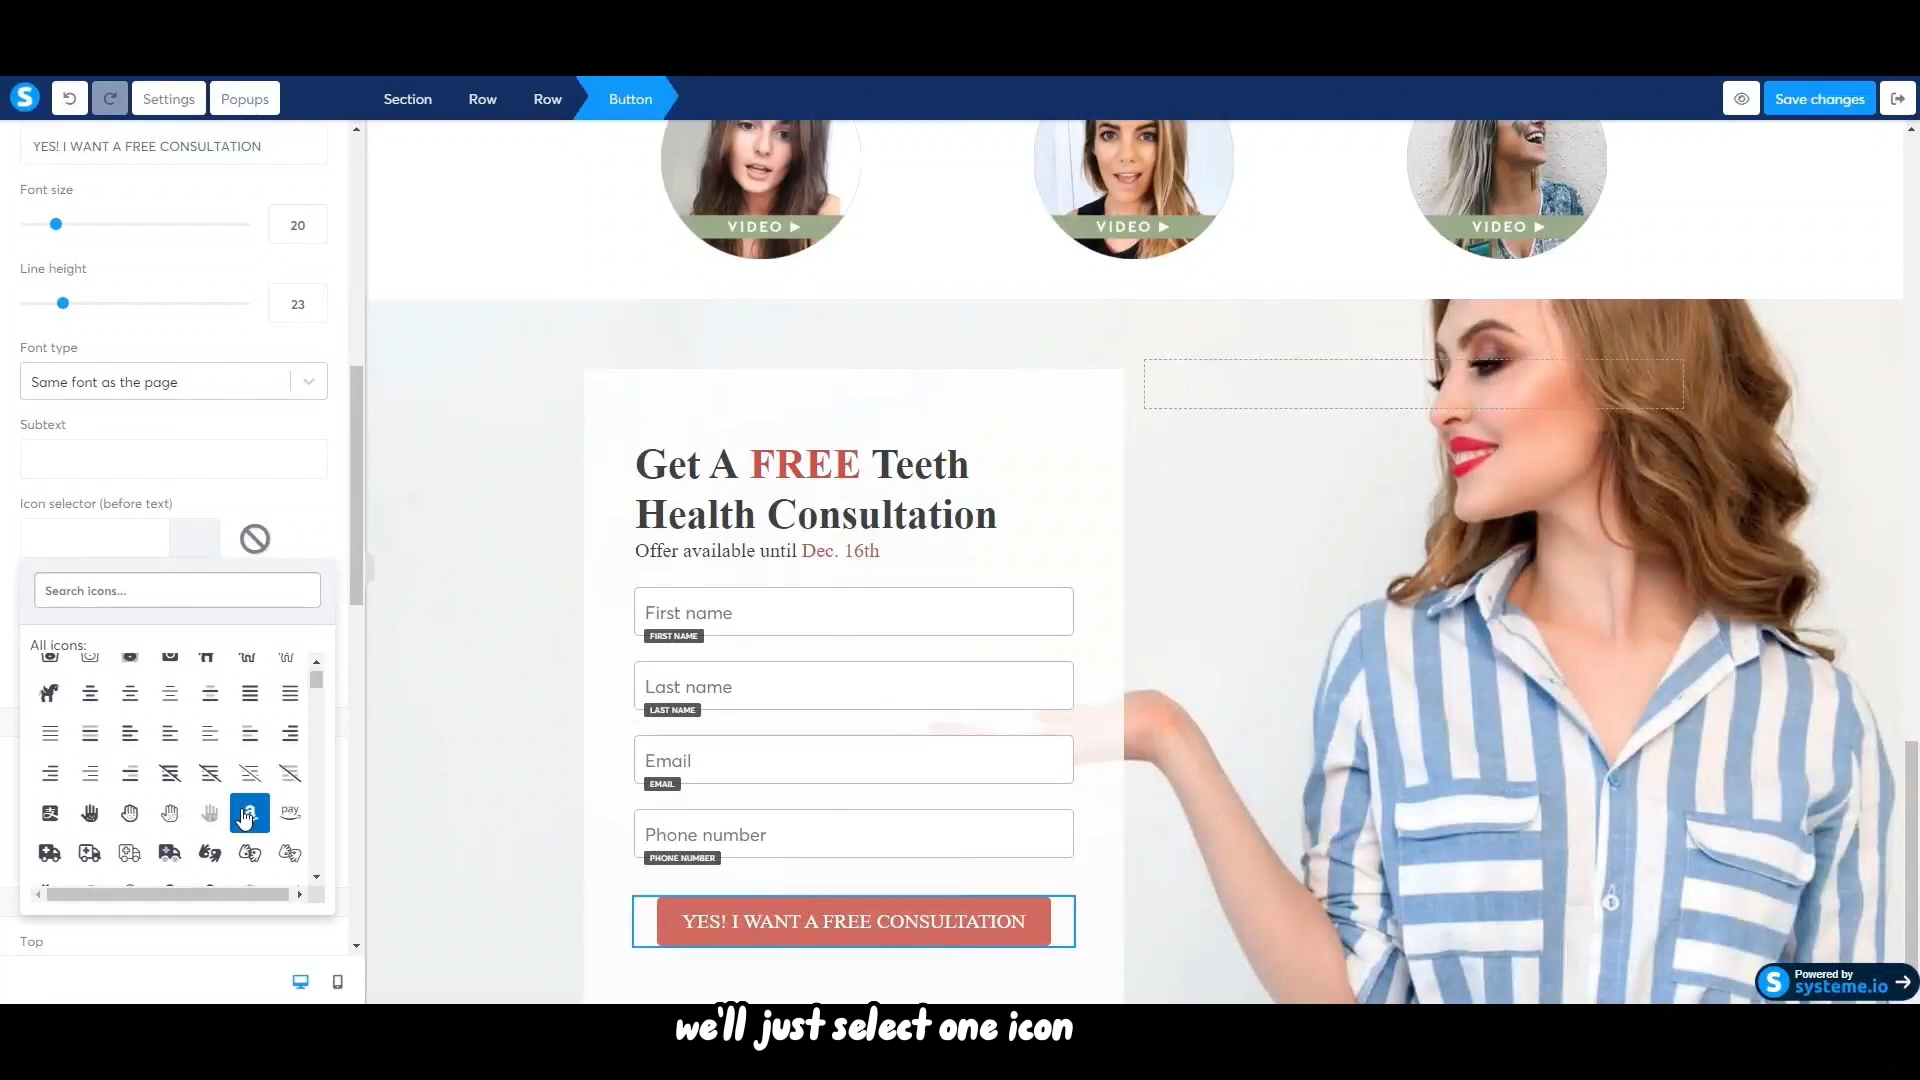 S
Settings
Popups
Section
Row
Row
Button
Save changes
YES! I WANT A FREE CONSULTATION
Font size
20
Line height
23
Font type
Same font as the page
Subtext
Icon selector (before text)
Search icons...
All icons:
a
pay
Top
VIDEO
VIDEO
VIDEO
Get A FREE Teeth
Health Consultation
Offer available until Dec. 16th
First name
FIRST NAME
Last name
LAST NAME
Email
EMAIL
Phone number
PHONE NUMBER
YES! I WANT A FREE CONSULTATION
S
Powered by
systeme.io
we'll just select one icon